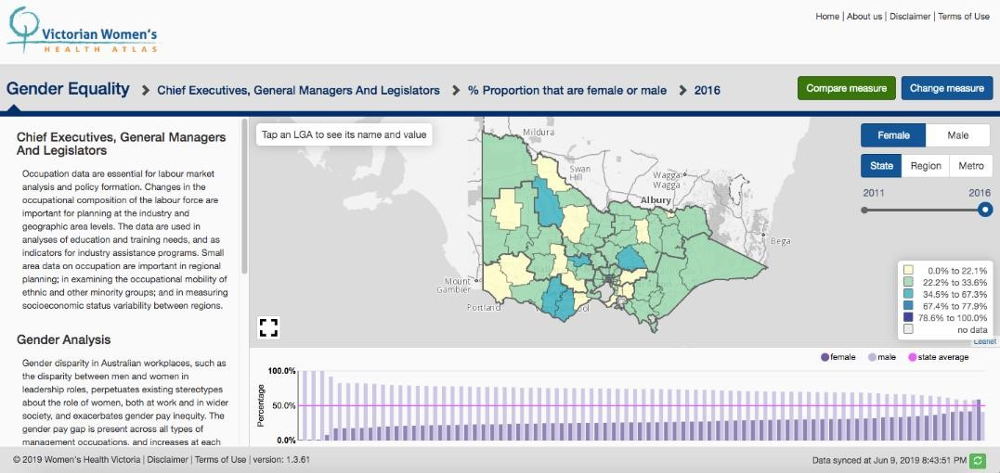 Victorian Women's
HEALTH ATLAS
Home | About us | Disclaimer | Terms of Use
Gender Equality
Chief Executives, General Managers And Legislators
% Proportion that are female or male
2016
Compare measure
Change measure
Chief Executives, General Managers
And Legislators
Occupation data are essential for labour market
analysis and policy formation. Changes in the
occupational composition of the labour force are
important for planning at the industry and
geographic area levels. The data are used in
analyses of education and training needs, and as
indicators for industry assistance programs. Small
area data on occupation are important in regional
planning; in examining the occupational mobility of
ethnic and other minority groups; and in measuring
socioeconomic status variability between regions.
Gender Analysis
Gender disparity in Australian workplaces, such as
the disparity between men and women in
leadership roles, perpetuates existing stereotypes
about the role of women, both at work and in wider
society, and exacerbates gender pay inequity. The
gender pay gap is present across all types of
management occupations, and increases at each
Tap an LGA to see its name and value
Mildura
Swan
Hill
Wagga
Wagga
Albury
Bega
Mount
Gambier
Portland
ool
Female
Male
State
Region
Metro
2011
2016
0.0% to 22.1%
22.2% to 33.6%
34.5% to 67.3%
67.4% to 77.9%
78.6% to 100.0%
no data
Leaflet
female
male
state average
Percentage
100.0%
50.0%
0.0%
© 2019 Women's Health Victoria | Disclaimer | Terms of Use | version: 1.3.61
Data synced at Jun 9, 2019 8:43:51 PM